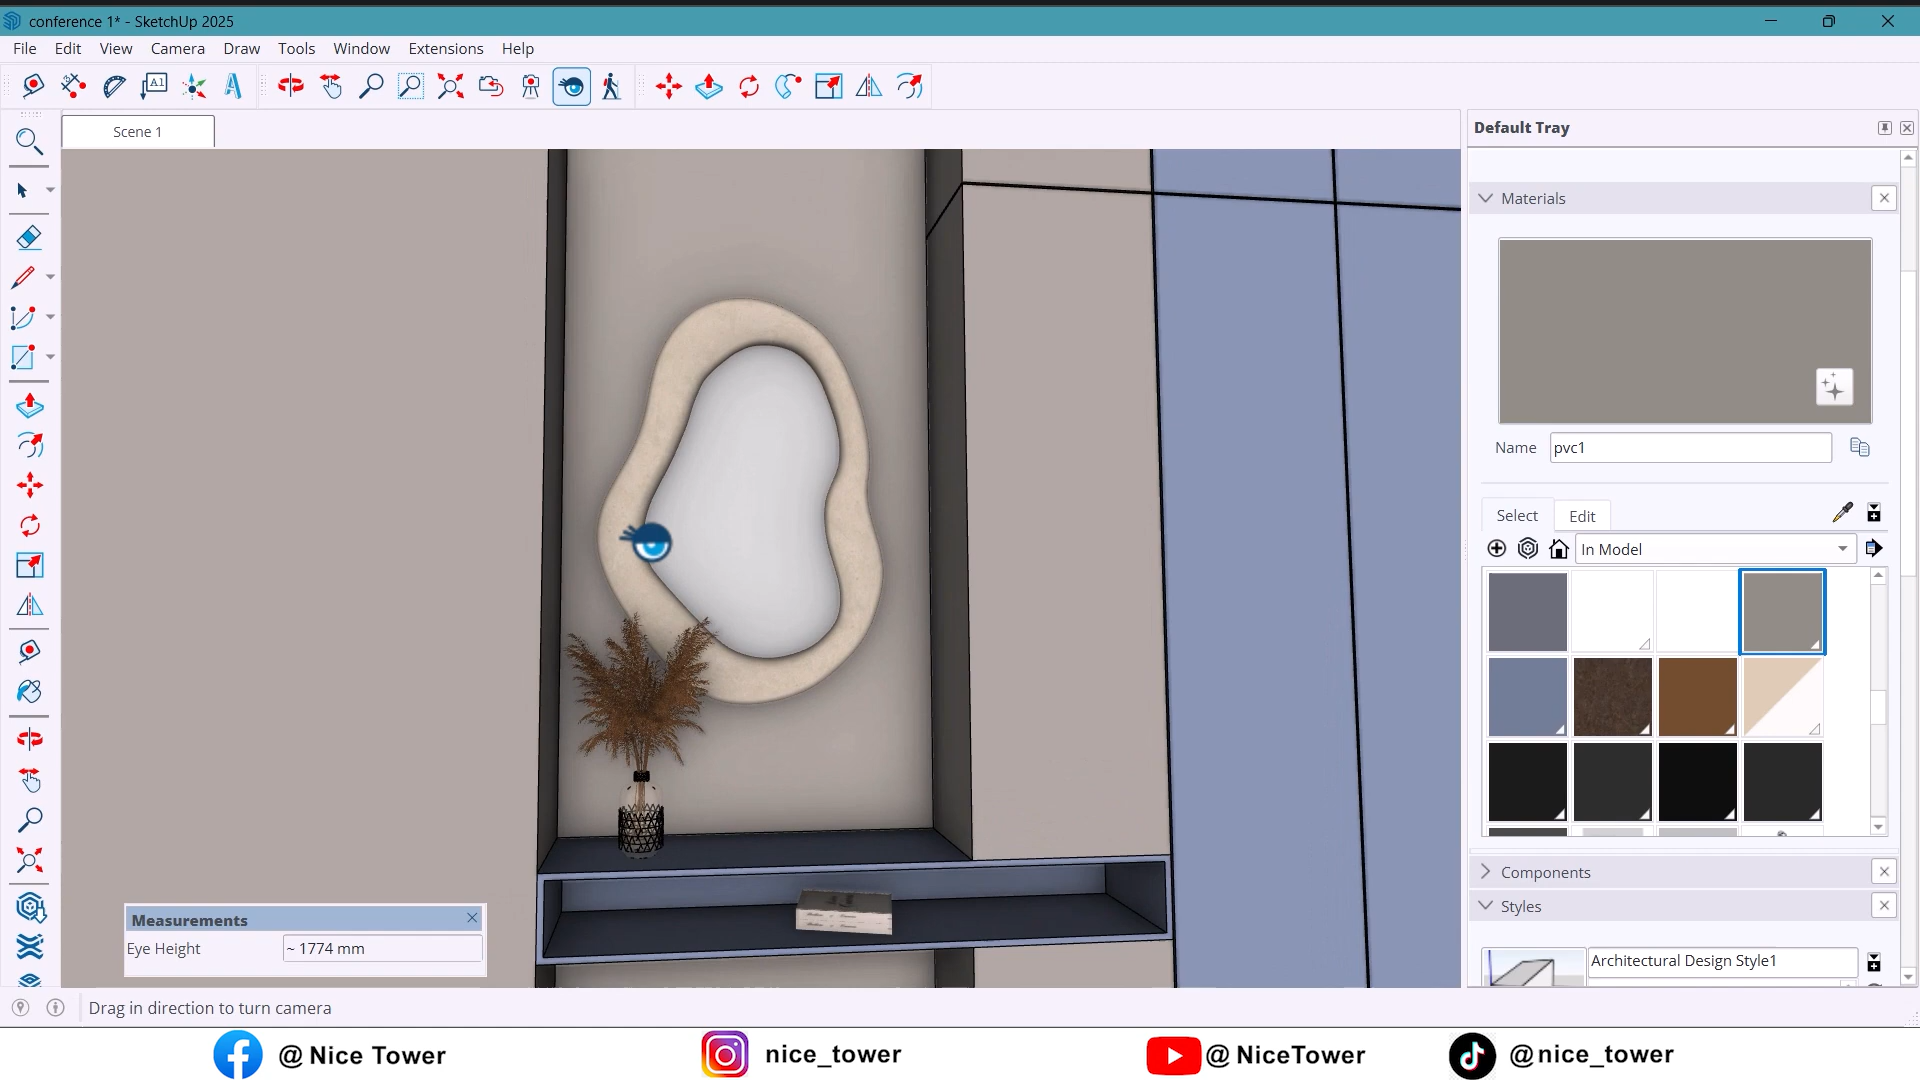 conference 1* - SketchUp 2025
File Edit View Camera Draw Tools Window Extensions Help
A1
Scene 1
Default Tray
Materials
Name pvc1
Select Edit
In Model
Components
Styles
Architectural Design Style1
Measurements
Eye Height ~ 1774 mm
Drag in direction to turn camera
@ Nice Tower nice_tower @ NiceTower @nice_tower